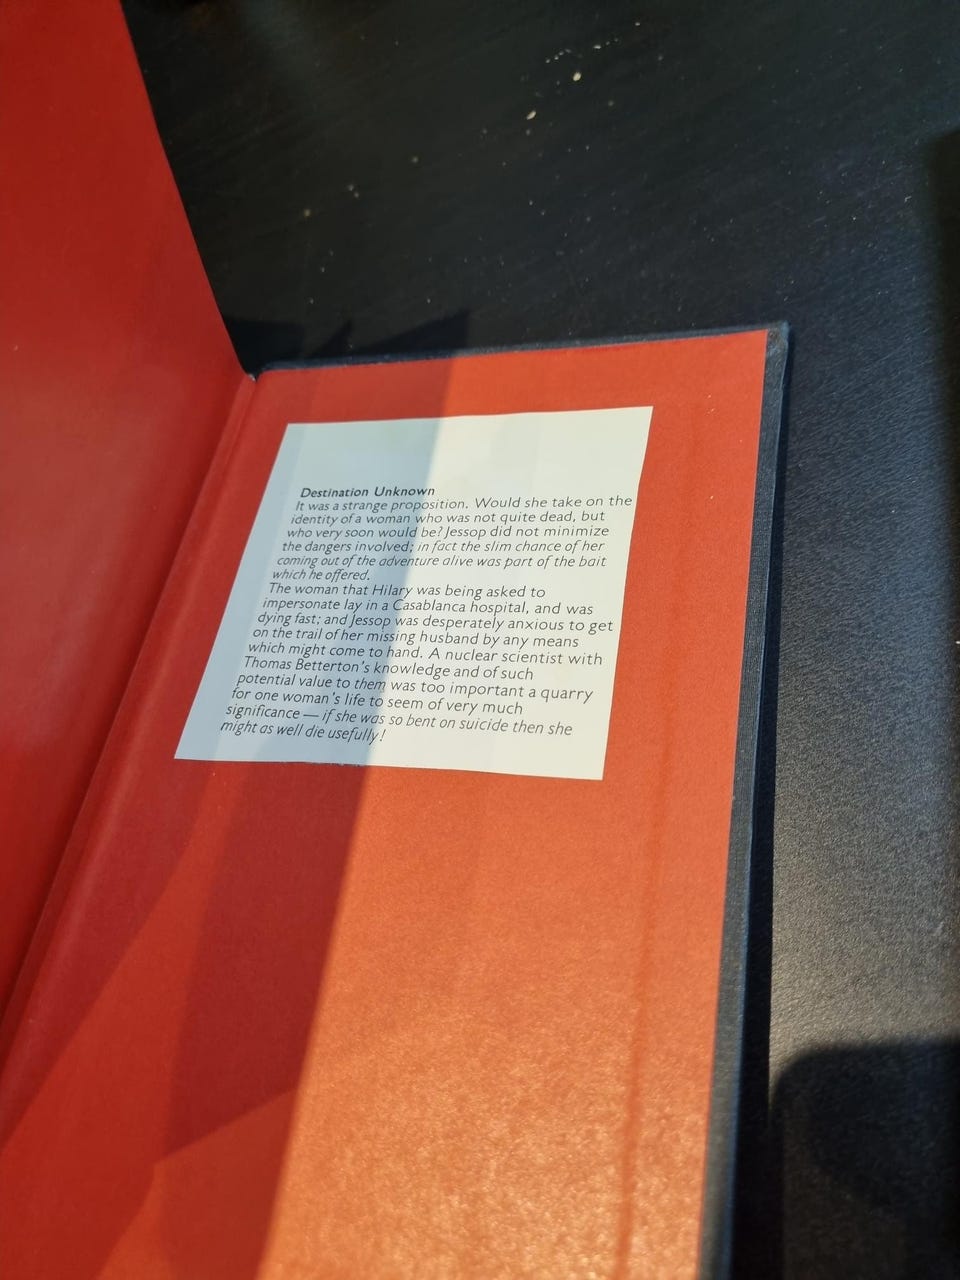 Destination Unknown
It was a strange proposition. Would she take on the
identity of a woman who was not quite dead, but
who very soon would be? Jessop did not minimize
the dangers involved; in fact the slim chance of her
coming out of the adventure alive was part of the bait
which he offered.
The woman that Hilary was being asked to
impersonate lay in a Casablanca hospital, and was
dying fast; and Jessop was desperately anxious to get
on the trail of her missing husband by any means
which might come to hand. A nuclear scientist with
Thomas Betterton's knowledge and of such
potential value to them was too important a quarry
for one woman's life to seem of very much
significance — if she was so bent on suicide then she
might as well die usefully!